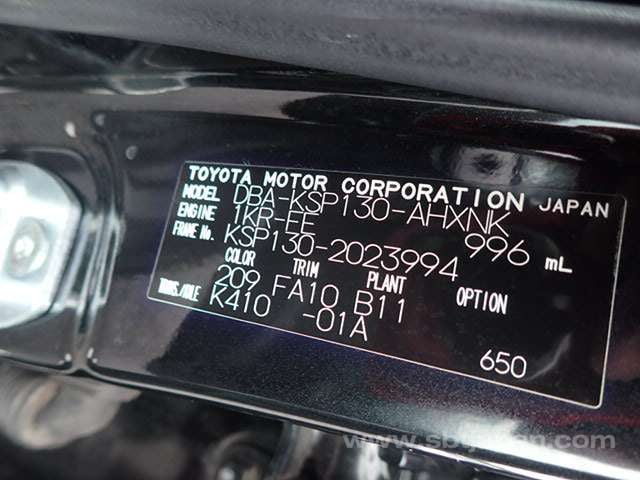 TOYOTA MOTOR CORPORATION JAPAN
MODEL DBA-KSP130-AHXNK
ENGINE 1KR-FE 996 mL
FRAME No. KSP130-2023994
COLOR TRIM PLANT OPTION
209 FA10 B11
TRANS./AXLE K410 -01A
650
www.sbtjapan.com